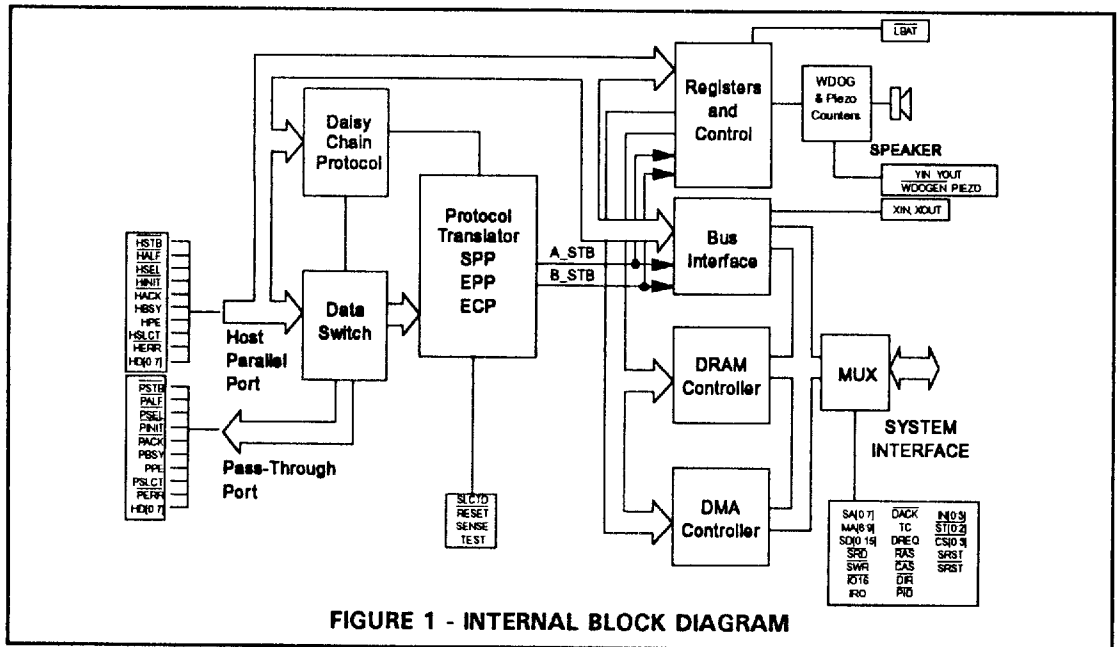 LBAT
Registers
and
Control
WDOG
& Piezo
Counters
SPEAKER
YIN YOUT
WDOGEN PIEZO
XIN, XOUT
Daisy
Chain
Protocol
Protocol
Translator
SPP
EPP
ECP
A_STB
B_STB
Bus
Interface
HSTB
HALF
HSEL
HINIT
HACK
HBSY
HPE
HSLCT
HERR
HD[0 7]
Host
Parallel
Port
Data
Switch
PSTB
PALF
PSEL
PINIT
PACK
PBSY
PPE
PSLCT
PERR
HD[0 7]
Pass-Through
Port
SLCTD
RESET
SENSE
TEST
DRAM
Controller
DMA
Controller
MUX
SYSTEM
INTERFACE
SA[0 7] DACK IN[0:3]
MA[8 9] TC ST[0:2]
SD[0 15] DREQ CS[0:3]
SRD RAS SRST
SWR CAS SRST
IO16 DIR
IRQ PIO
FIGURE 1 - INTERNAL BLOCK DIAGRAM